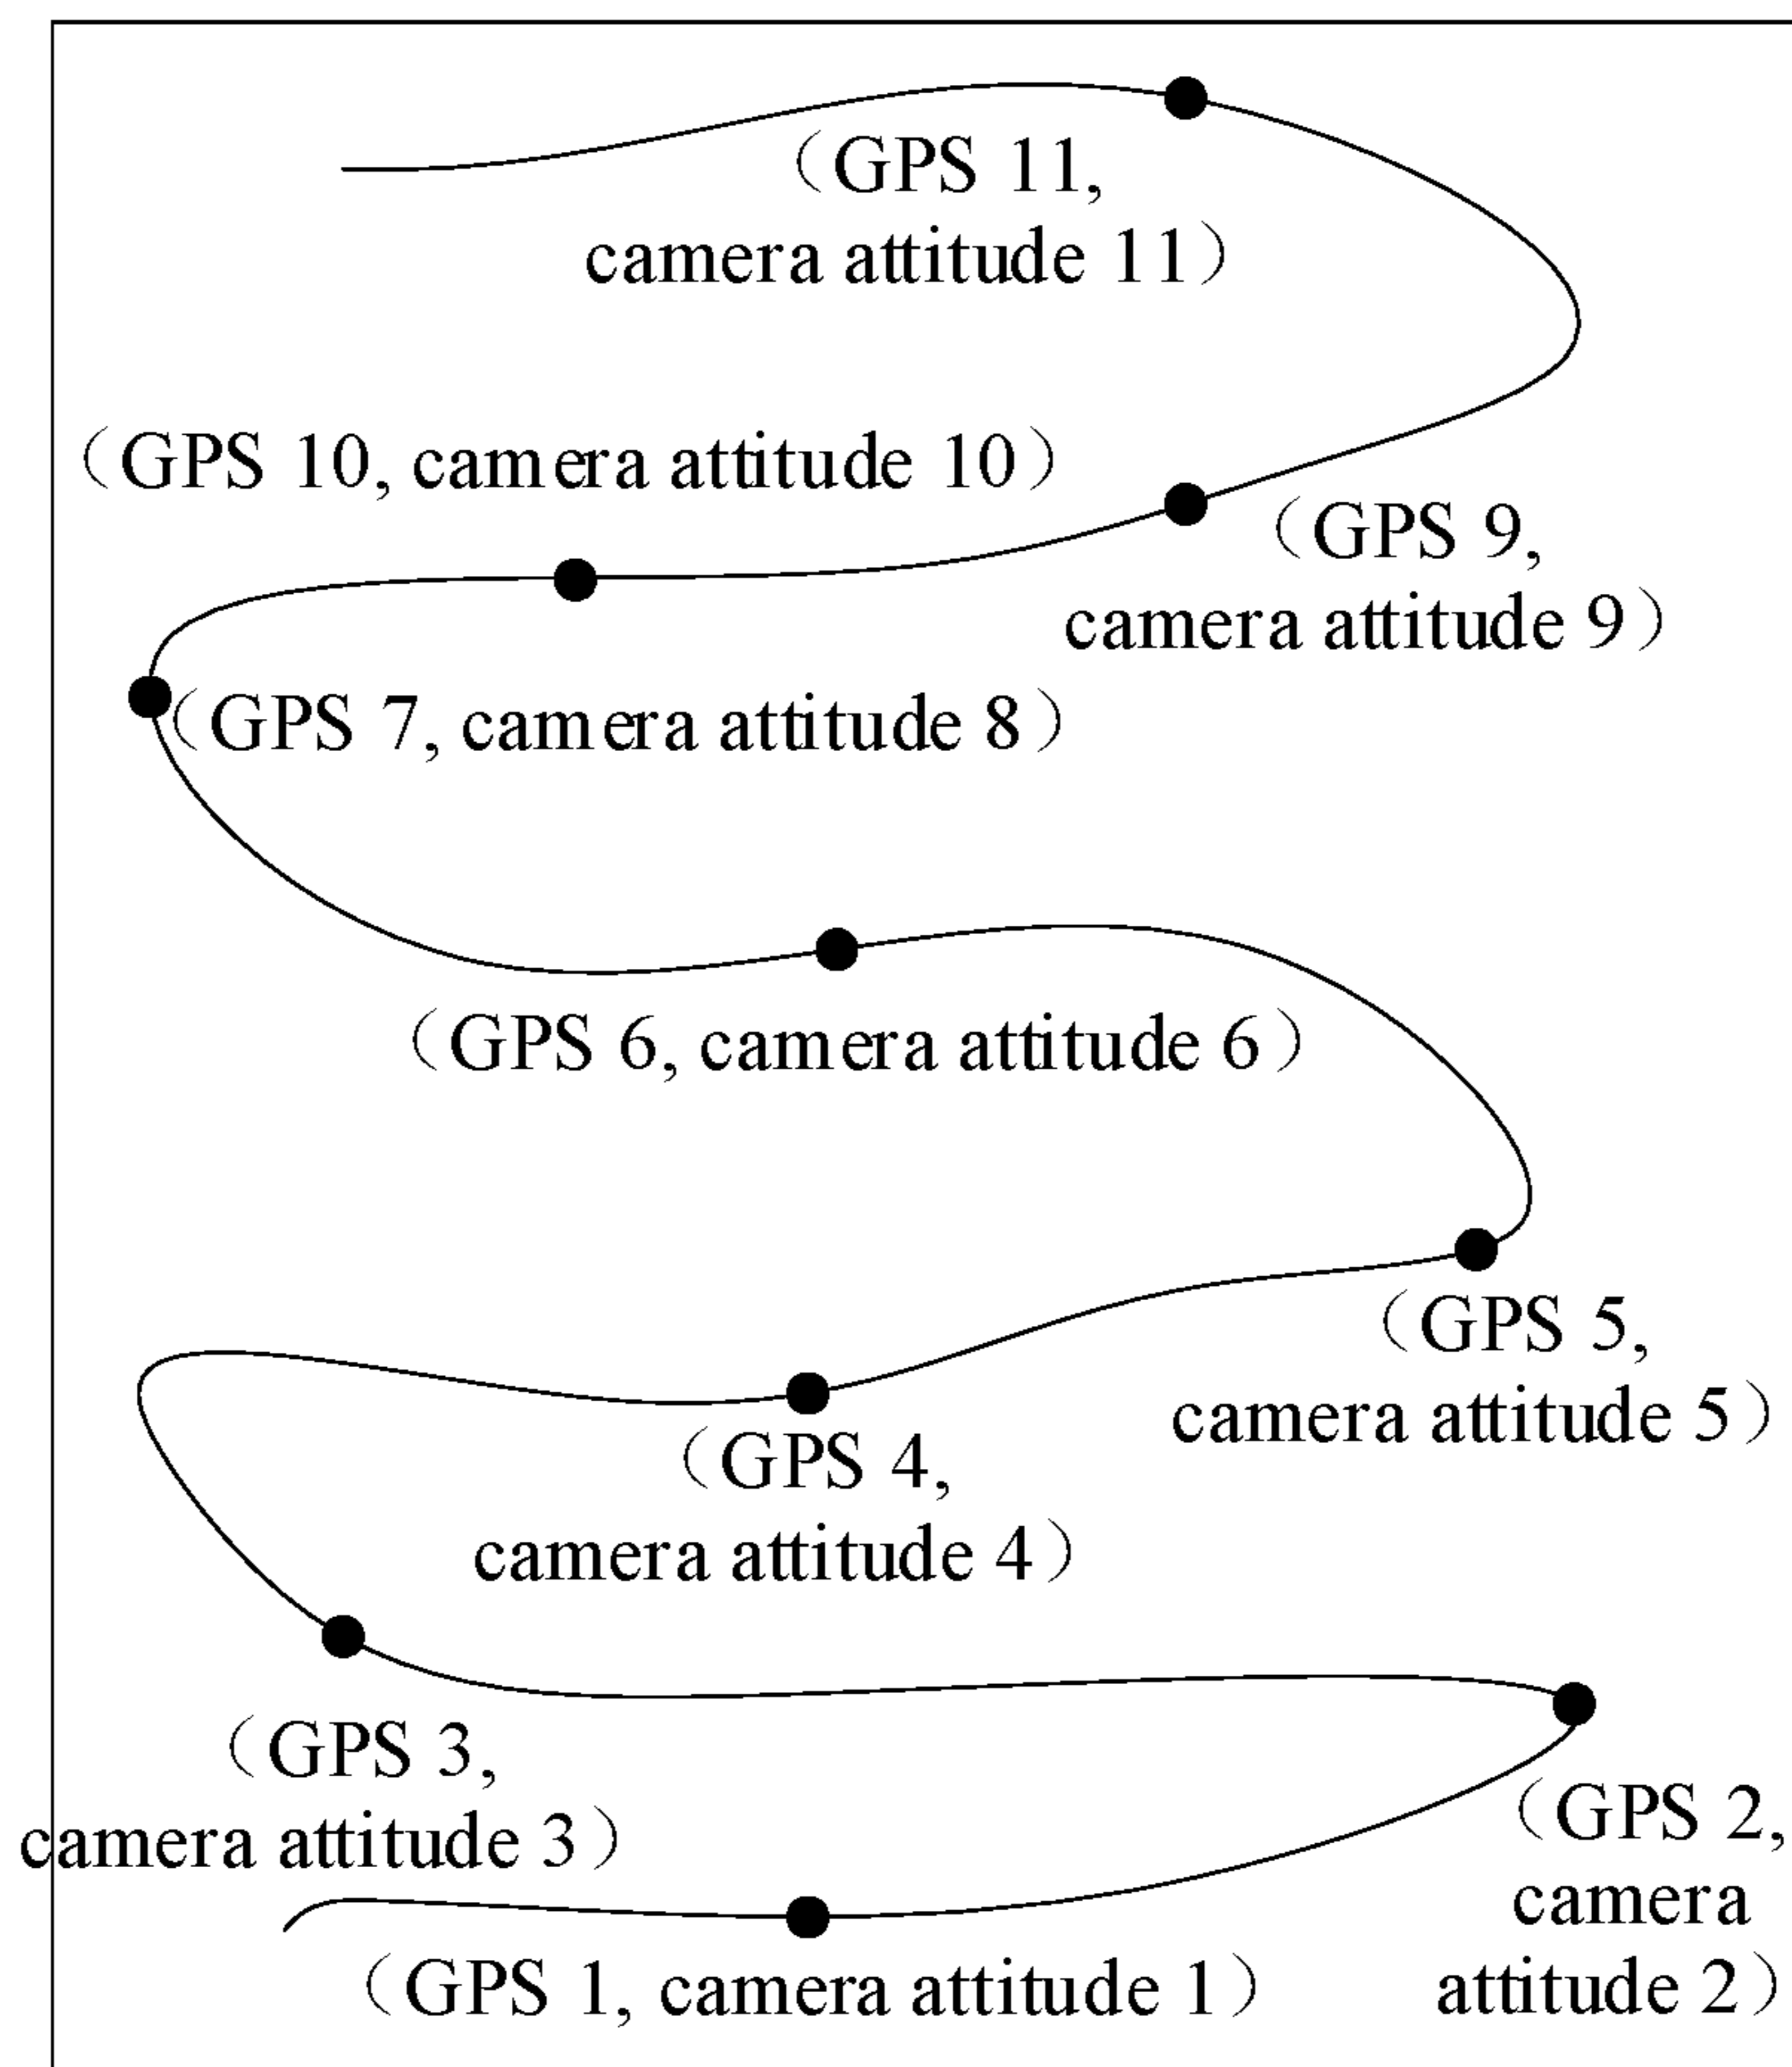 （GPS 11,
camera attitude 11）
（GPS 10, camera attitude 10）
（GPS 9,
camera attitude 9）
（GPS 7, camera attitude 8）
（GPS 6, camera attitude 6）
（GPS 5,
camera attitude 5）
（GPS 4,
camera attitude 4）
（GPS 3,
camera attitude 3）
（GPS 2,
camera
attitude 2）
（GPS 1, camera attitude 1）